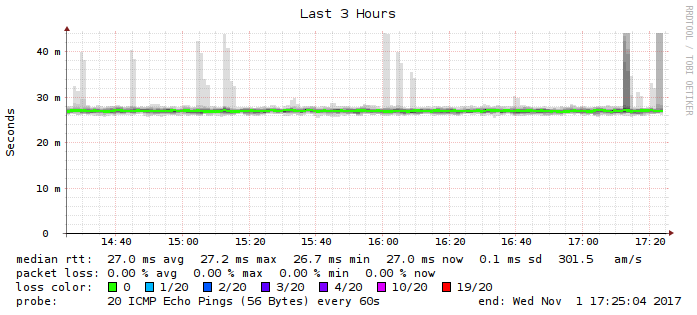 Last 3 Hours
RRDTOOL / TOBI OETIKER
Seconds
40 m
30 m
20 m
10 m
0
14:40 15:00 15:20 15:40 16:00 16:20 16:40 17:00 17:20
median rtt: 27.0 ms avg 27.2 ms max 26.7 ms min 27.0 ms now 0.1 ms sd 301.5 am/s
packet loss: 0.00 % avg 0.00 % max 0.00 % min 0.00 % now
loss color: 0 1/20 2/20 3/20 4/20 10/20 19/20
probe: 20 ICMP Echo Pings (56 Bytes) every 60s end: Wed Nov 1 17:25:04 2017